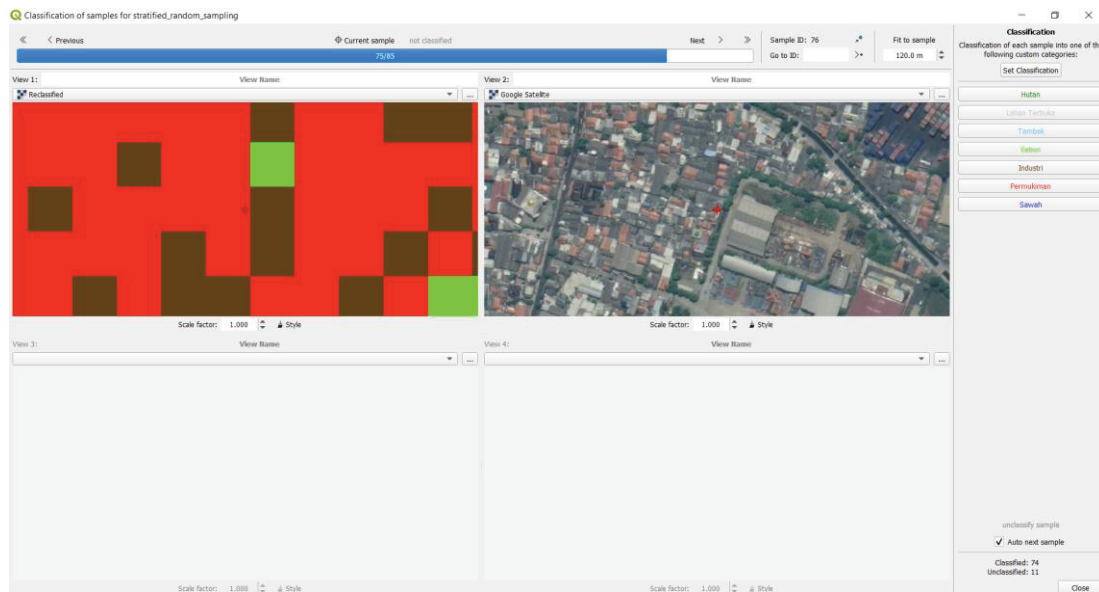 Classification of samples for stratified_random_sampling
« < Previous Current sample not classified Next > »
75/85
Sample ID: 76
Go to ID:
Fit to sample
120.0 m
View 1: View Name
Reclassified
...
View 2: View Name
Google Satellite
...
Scale factor: 1.000 Style
Scale factor: 1.000 Style
View 3: View Name
...
View 4: View Name
...
Scale factor: 1.000 Style
Scale factor: 1.000 Style
Classification
Classification of each sample into one of th
following custom categories:
Set Classification
Hutan
Lahan Terbuka
Tambak
Kebun
Industri
Permukiman
Sawah
unclassify sample
Auto next sample
Classified: 74
Unclassified: 11
Close